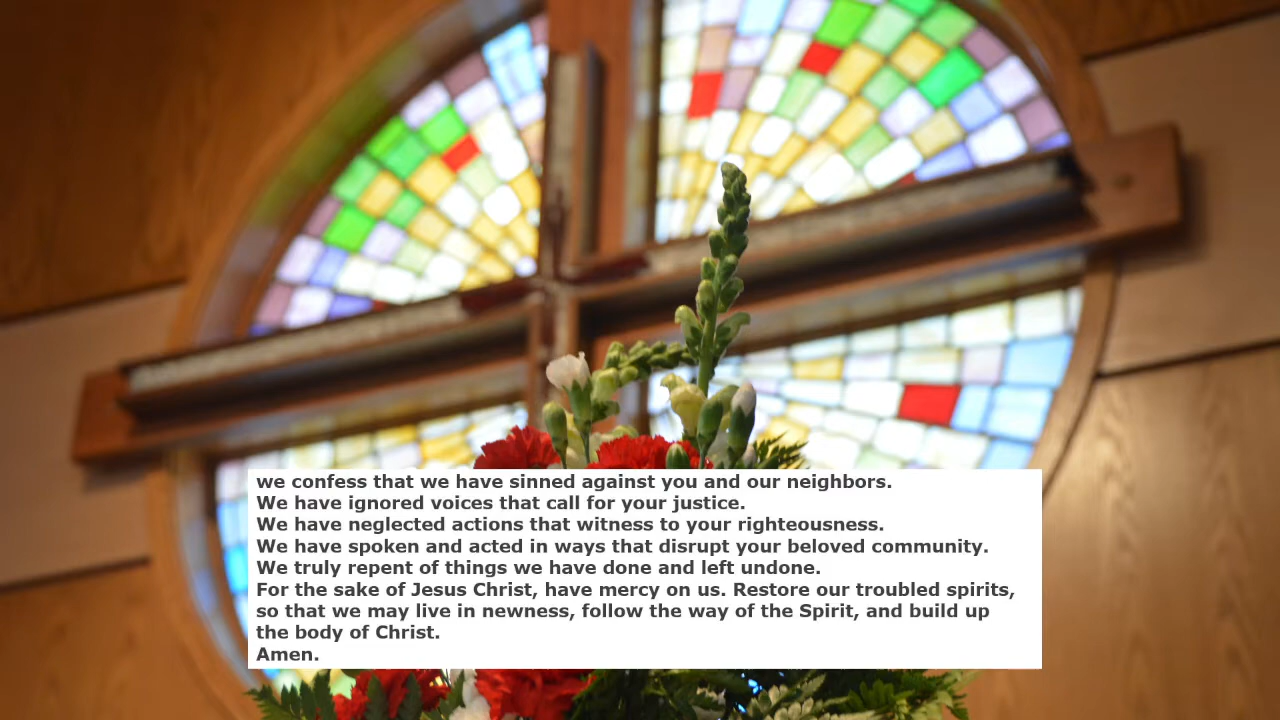 we confess that we have sinned against you and our neighbors.
We have ignored voices that call for your justice.
We have neglected actions that witness to your righteousness.
We have spoken and acted in ways that disrupt your beloved community.
We truly repent of things we have done and left undone.
For the sake of Jesus Christ, have mercy on us. Restore our troubled spirits,
so that we may live in newness, follow the way of the Spirit, and build up
the body of Christ.
Amen.